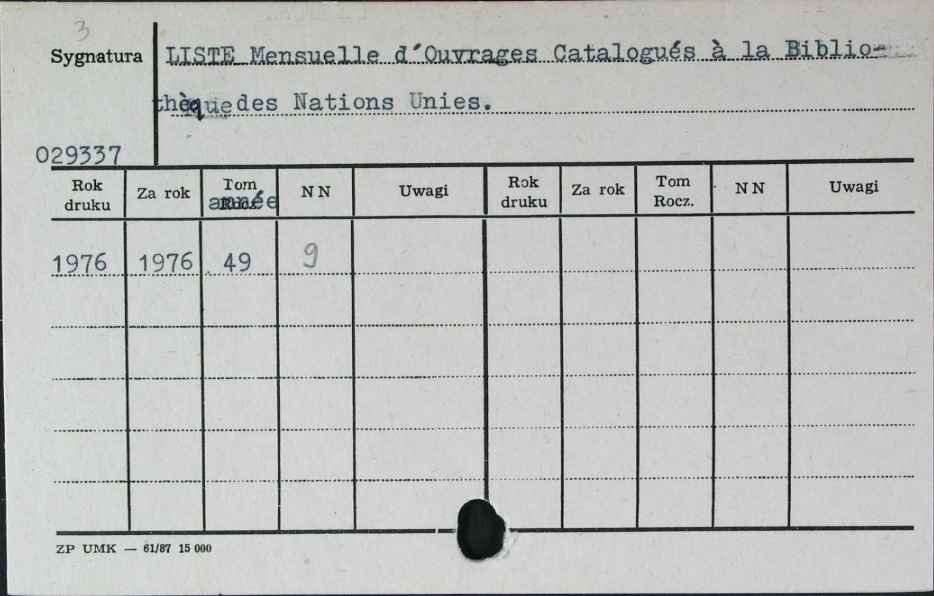 3
Sygnatura LISTE Mensuelle d'Ouvrages Catalogués à la Biblio-
thèque des Nations Unies.
029337
Rok druku Za rok Tom Rocz. année NN Uwagi Rok druku Za rok Tom Rocz. NN Uwagi
1976 1976 49 9
ZP UMK — 61/87 15 000